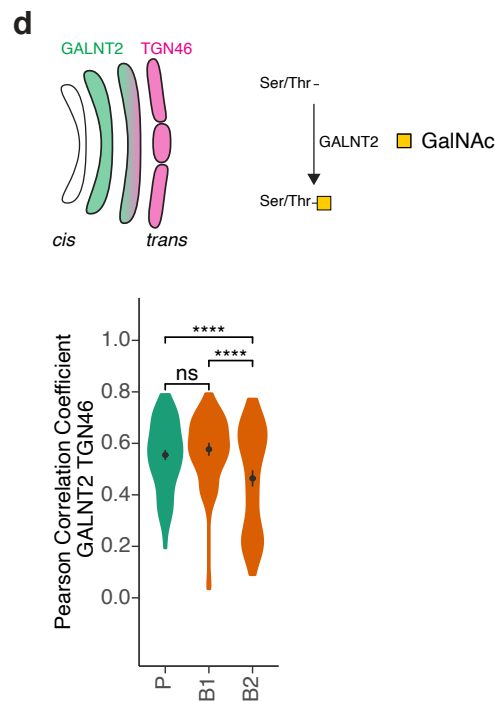 d
GALNT2 TGN46
cis trans
Ser/Thr-
GALNT2
GalNAc
Ser/Thr-
Pearson Correlation Coefficient
GALNT2 TGN46
1.0
0.8
0.6
0.4
0.2
0.0
****
****
ns
P
B1
B2